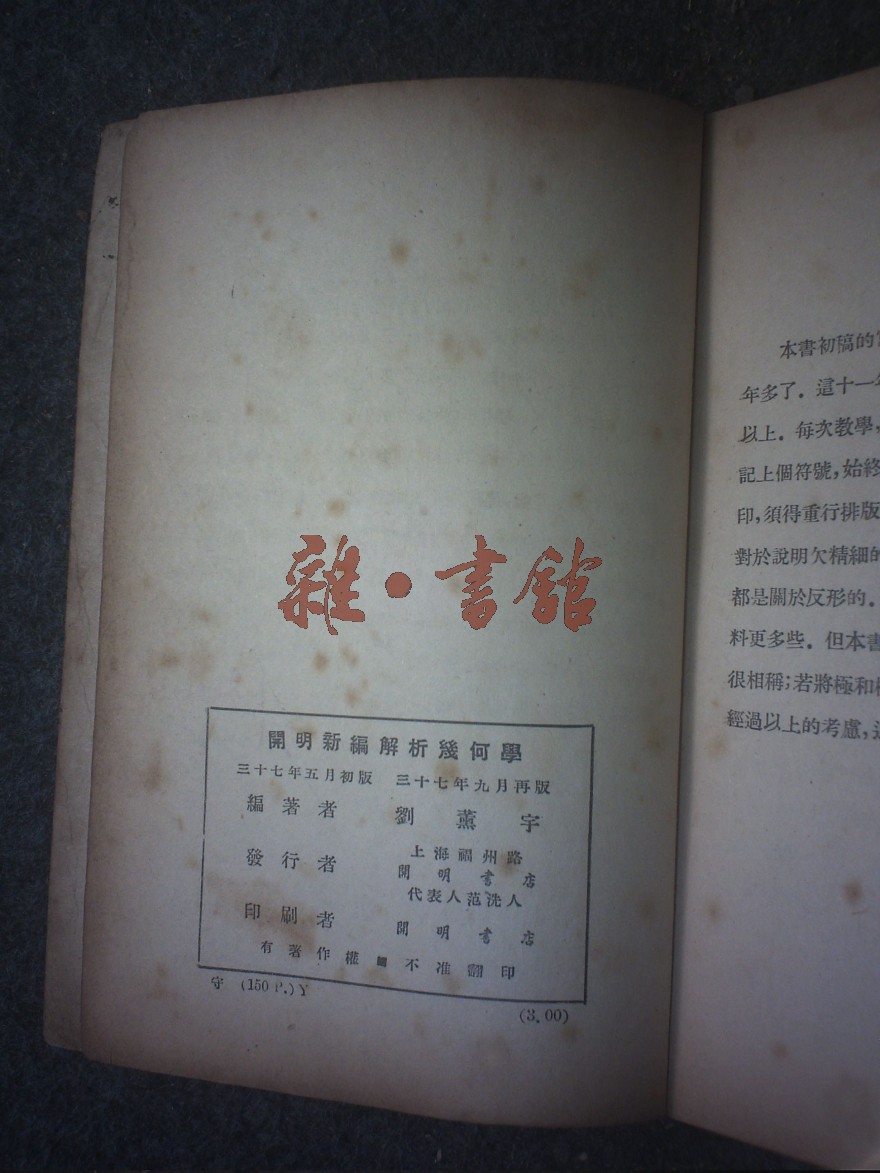 雜·書館
開明新編解析幾何學
三十七年五月初版 三十七年九月再版
編著者 劉薰宇
發行者 上海福州路
開明書店
代表人范洗人
印刷者 開明書店
有著作權■不准翻印
守 (150 P.) Y
(3.00)
本書初稿的
年多了．這十一年
以上．每次教學，
記上個符號，始終
印，須得重行排版
對於說明欠精細的
都是關於反形的．
料更多些．但本書
很相稱；若將極和
經過以上的考慮，這